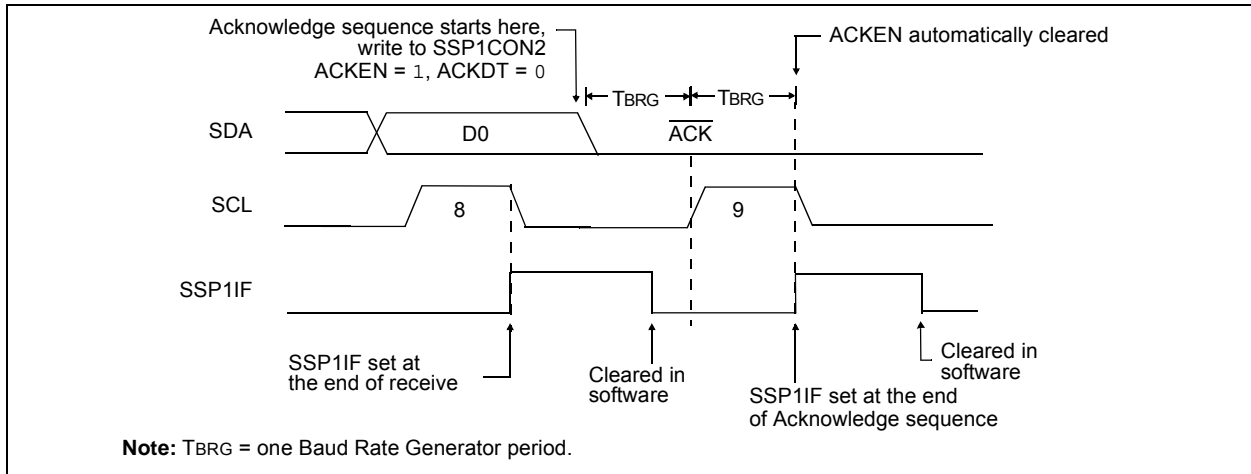 Acknowledge sequence starts here,
write to SSP1CON2
ACKEN = 1, ACKDT = 0
ACKEN automatically cleared
TBRG
TBRG
SDA
D0
ACK
SCL
8
9
SSP1IF
SSP1IF set at
the end of receive
Cleared in
software
SSP1IF set at the end
of Acknowledge sequence
Cleared in
software
Note: TBRG = one Baud Rate Generator period.